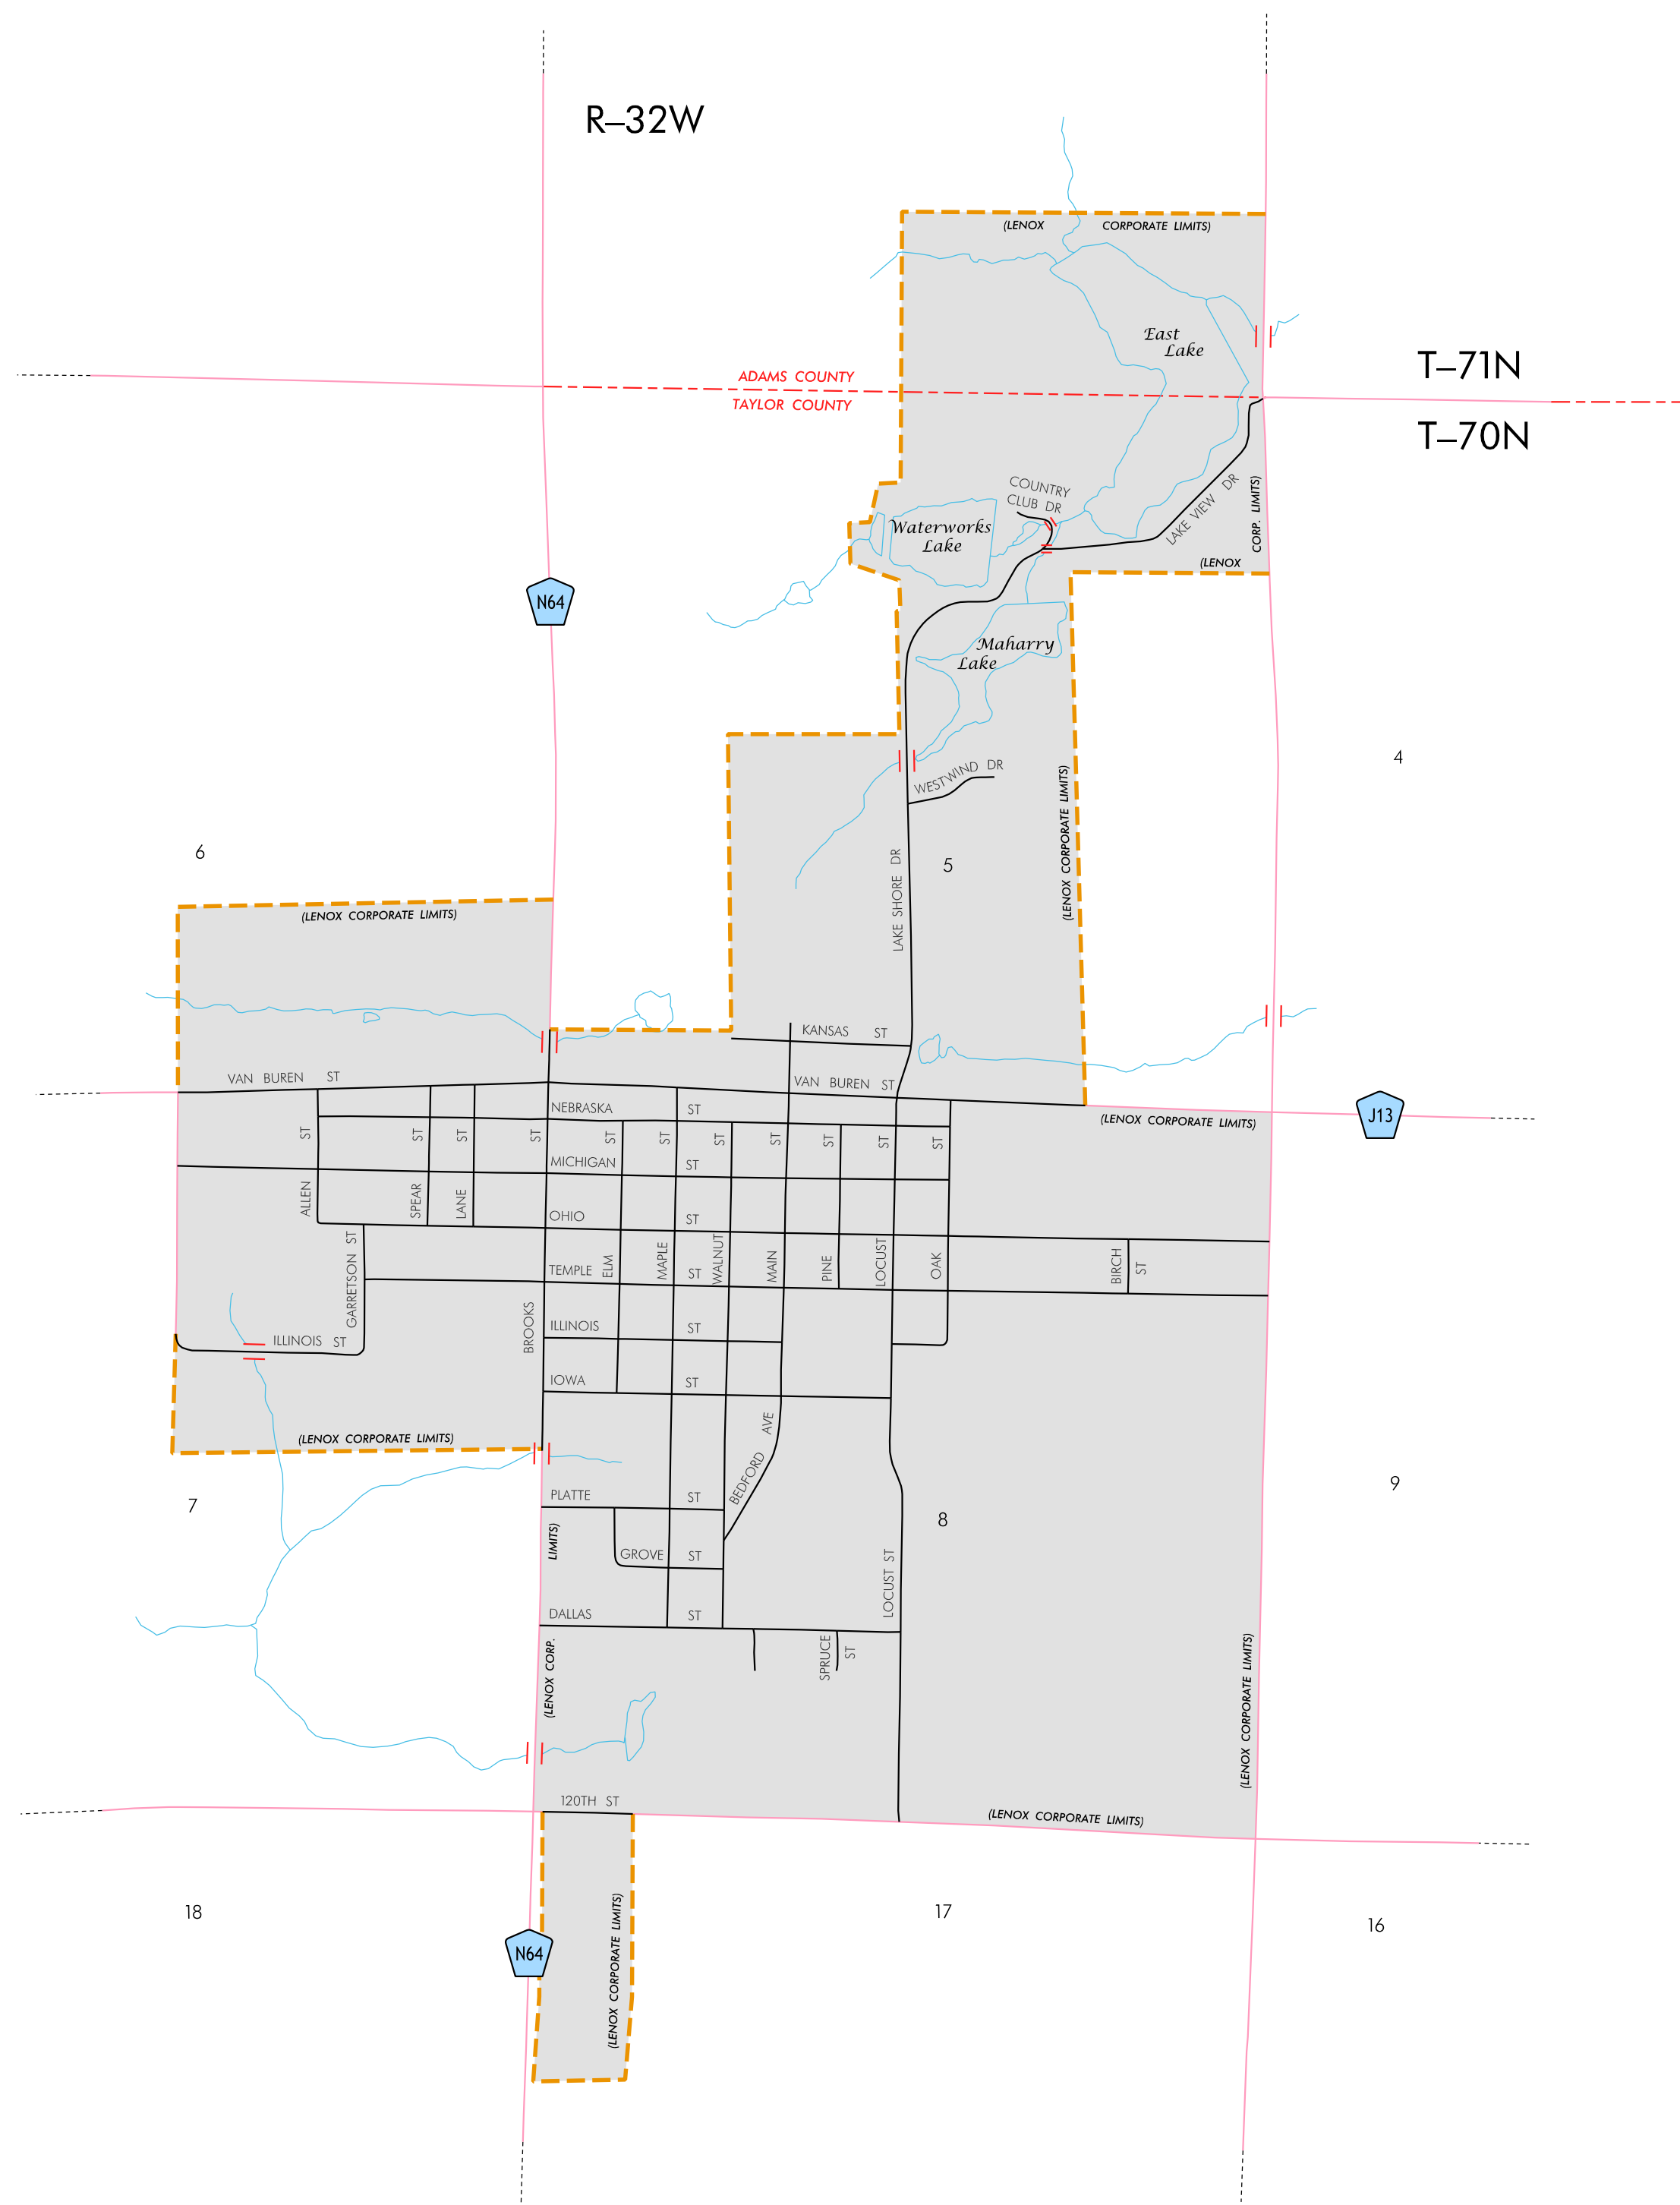 R–32W
(LENOX CORPORATE LIMITS)
East
Lake
T–71N
ADAMS COUNTY
TAYLOR COUNTY
T–70N
COUNTRY
CLUB DR
LAKE VIEW DR
CORP. LIMITS)
(LENOX
Waterworks
Lake
N64
Maharry
Lake
WESTWIND DR
4
(LENOX CORPORATE LIMITS)
LAKE SHORE DR
5
6
(LENOX CORPORATE LIMITS)
KANSAS ST
VAN BUREN ST
VAN BUREN ST
J13
(LENOX CORPORATE LIMITS)
NEBRASKA ST
MICHIGAN ST
OHIO ST
TEMPLE ST
ALLEN ST
SPEAR ST
LANE ST
BROOKS ST
ELM ST
MAPLE ST
WALNUT ST
MAIN ST
PINE ST
LOCUST ST
OAK ST
BIRCH ST
GARRETSON ST
ILLINOIS ST
ILLINOIS ST
IOWA ST
(LENOX CORPORATE LIMITS)
BEDFORD AVE
7
PLATTE ST
8
9
GROVE ST
LOCUST ST
DALLAS ST
SPRUCE ST
(LENOX CORP. LIMITS)
(LENOX CORPORATE LIMITS)
120TH ST
(LENOX CORPORATE LIMITS)
18
17
16
N64
(LENOX CORPORATE LIMITS)